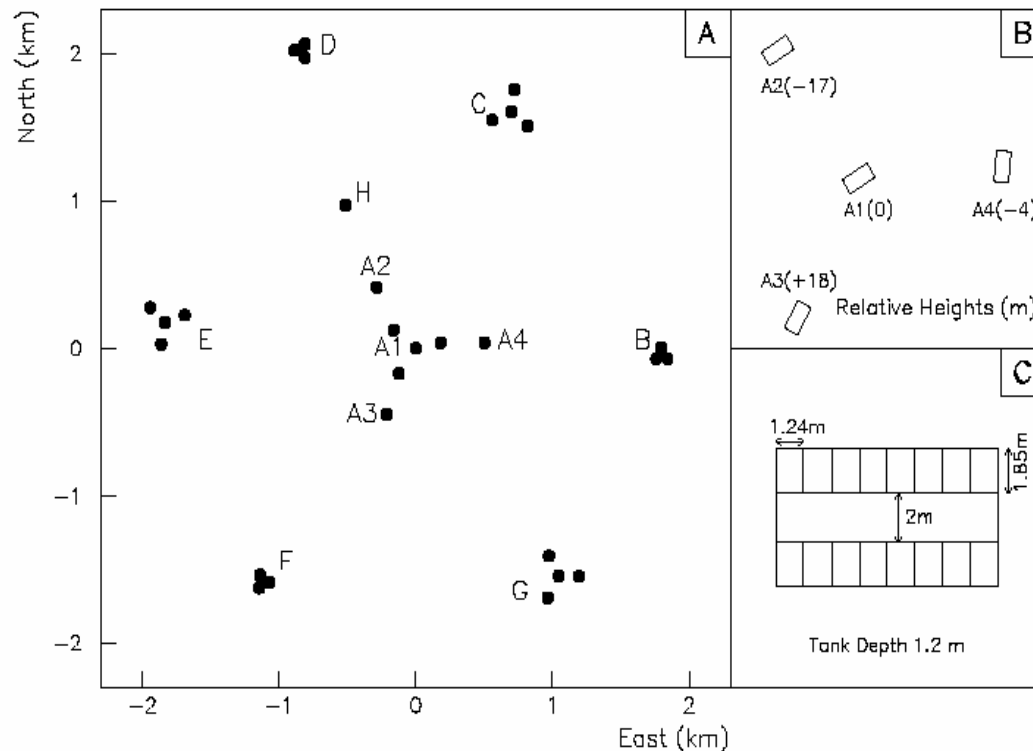 A
North (km)
2
1
0
-1
-2
D
C
H
A2
A1
A4
A3
B
E
F
G
-2
-1
0
1
2
East (km)
B
A2(-17)
A1(0)
A4(-4)
A3(+18)
Relative Heights (m)
C
1.24m
1.85m
2m
Tank Depth 1.2 m